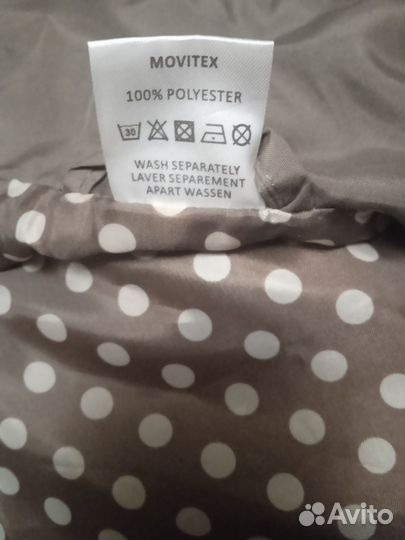 MOVITEX
100% POLYESTER
30
WASH SEPARATELY
LAVER SEPAREMENT
APART WASSEN
Avito